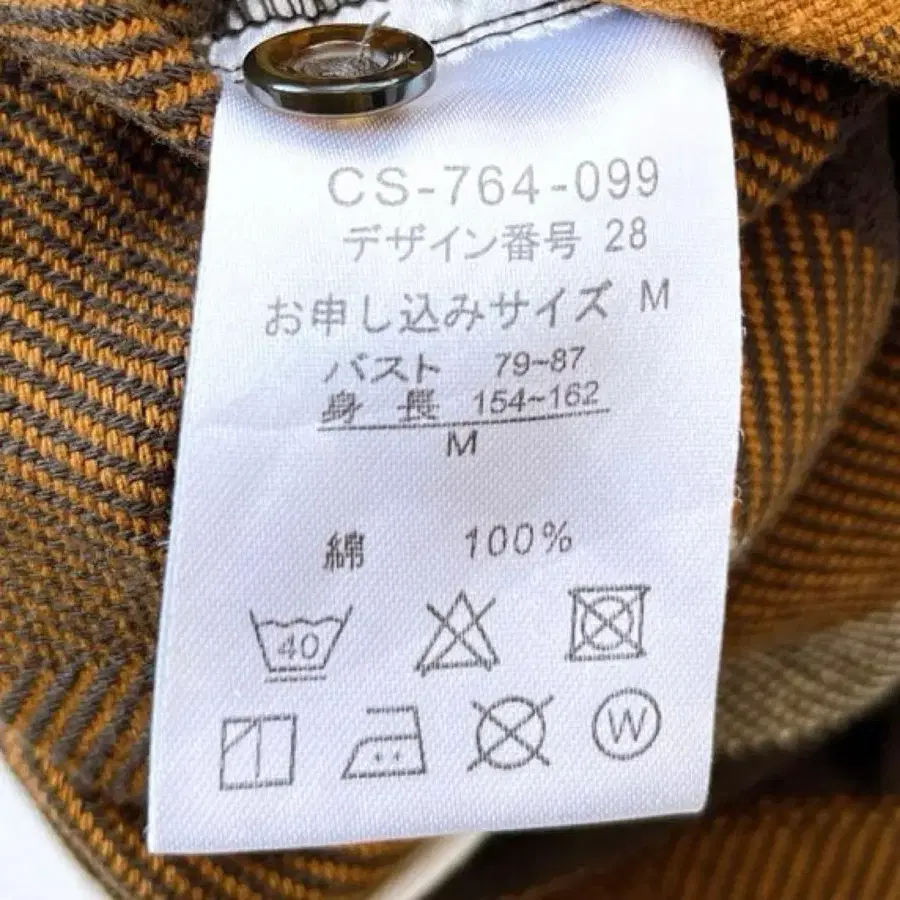 CS-764-099
デザイン番号 28
お申し込みサイズ M
バスト 79~87
身 長 154~162
M
綿 100%
40
W